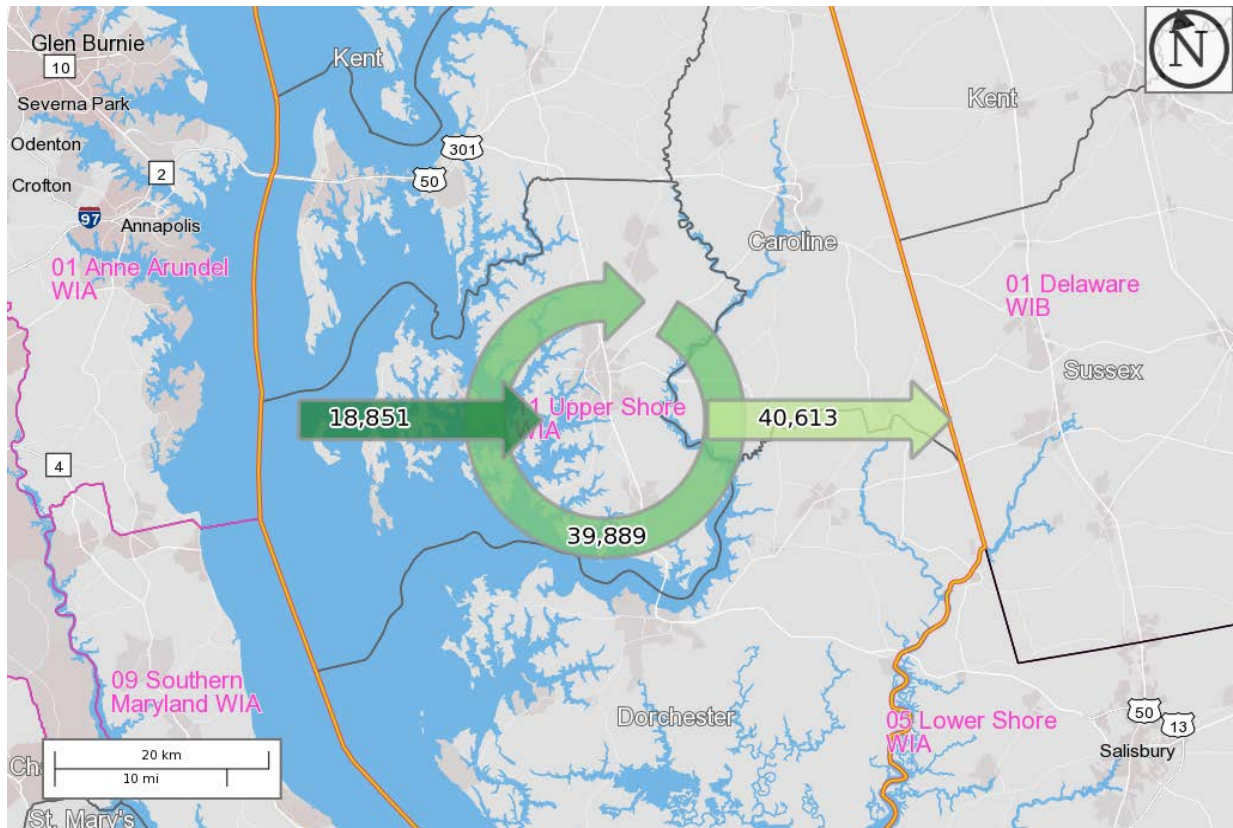 Glen Burnie
Kent
10
Severna Park
Kent
Odenton
301
2
Crofton
50
97
Annapolis
Caroline
01 Anne Arundel
WIA
01 Delaware
WIB
Sussex
18,851
Upper Shore
WIA
40,613
4
39,889
09 Southern
Maryland WIA
Dorchester
05 Lower Shore
WIA
50
13
Salisbury
20 km
10 mi
St. Mary's
N